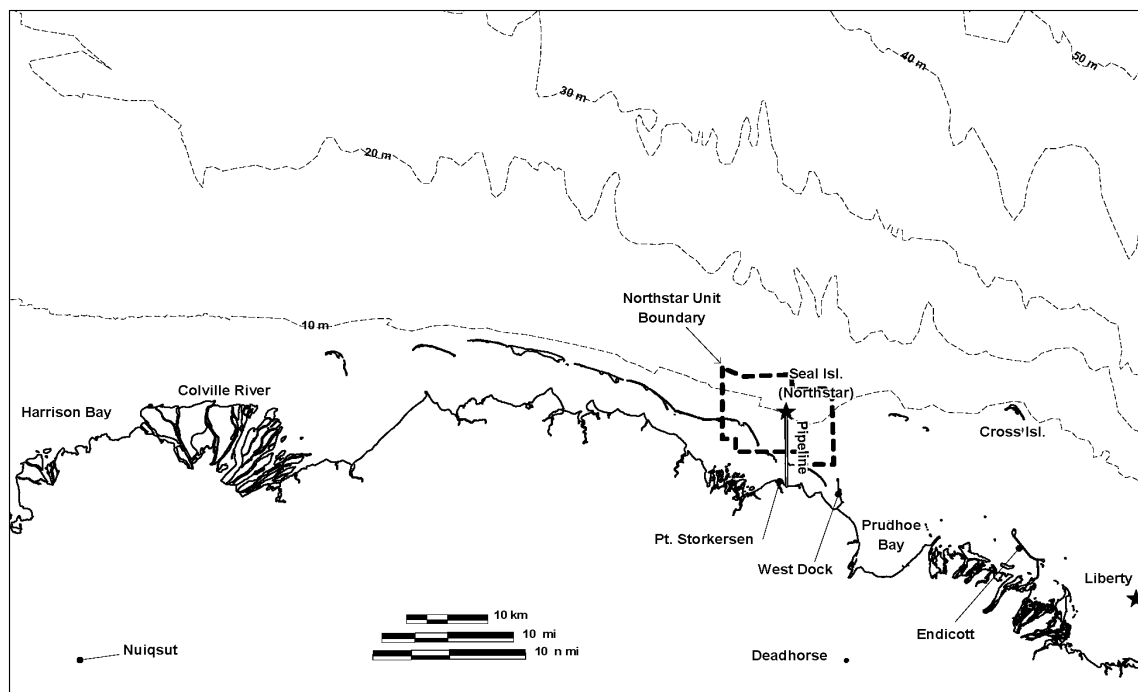 50 m
40 m
30 m
20 m
Northstar Unit
Boundary
10 m
Seal Isl.
(Northstar)
Colville River
Harrison Bay
Cross Isl.
Pipeline
Prudhoe
Bay
Pt. Storkersen
West Dock
Liberty
10 km
10 mi
10 n mi
Endicott
Nuiqsut
Deadhorse